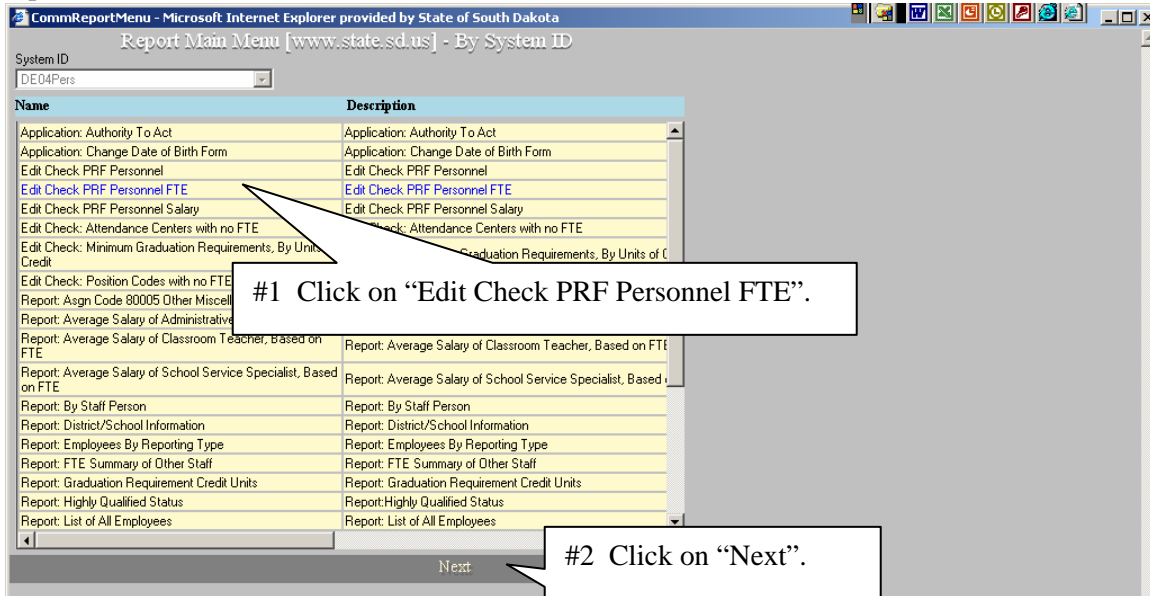 CommReportMenu - Microsoft Internet Explorer provided by State of South Dakota
Report Main Menu [www.state.sd.us] - By System ID
System ID
DE04Pers
Name Description
Application: Authority To Act Application: Authority To Act
Application: Change Date of Birth Form Application: Change Date of Birth Form
Edit Check PRF Personnel Edit Check PRF Personnel
Edit Check PRF Personnel FTE Edit Check PRF Personnel FTE
Edit Check PRF Personnel Salary Edit Check PRF Personnel Salary
Edit Check: Attendance Centers with no FTE Check: Attendance Centers with no FTE
Edit Check: Minimum Graduation Requirements, By Units
Credit Graduation Requirements, By Units of
Edit Check: Position Codes with no FTE
#1 Click on “Edit Check PRF Personnel FTE”.
Report: Asgn Code 80005 Other Miscell
Report: Average Salary of Administrative
Report: Average Salary of Classroom Teacher, Based on
FTE Report: Average Salary of Classroom Teacher, Based on FTE
Report: Average Salary of School Service Specialist, Based
on FTE Report: Average Salary of School Service Specialist, Based
Report: By Staff Person Report: By Staff Person
Report: District/School Information Report: District/School Information
Report: Employees By Reporting Type Report: Employees By Reporting Type
Report: FTE Summary of Other Staff Report: FTE Summary of Other Staff
Report: Graduation Requirement Credit Units Report: Graduation Requirement Credit Units
Report: Highly Qualified Status Report:Highly Qualified Status
Report: List of All Employees Report: List of All Employees
#2 Click on “Next”.
Next